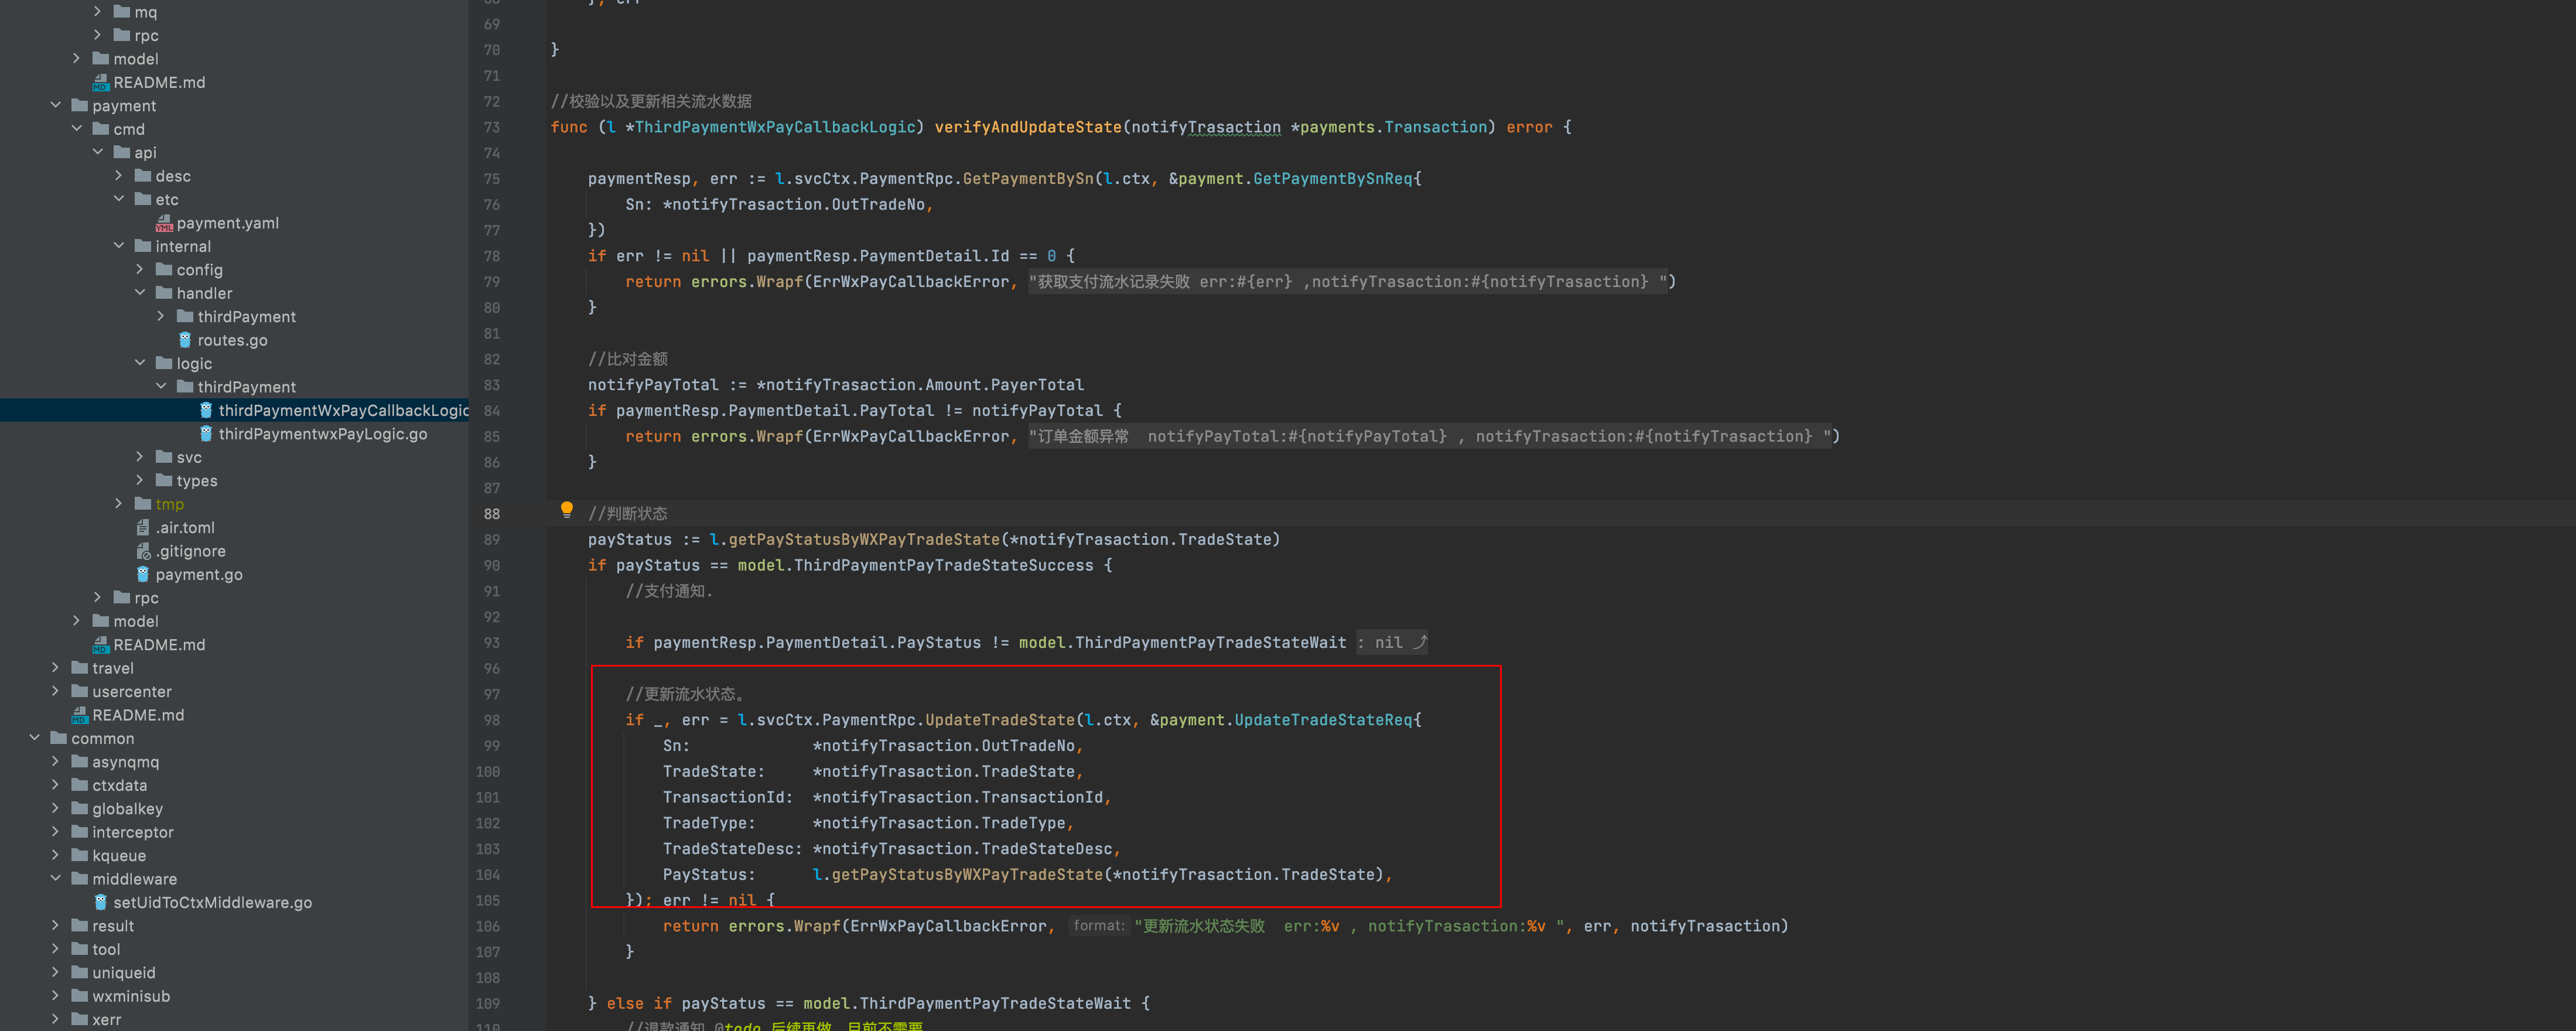 mq
rpc
model
README.md
payment
cmd
api
desc
etc
payment.yaml
internal
config
handler
thirdPayment
routes.go
logic
thirdPayment
thirdPaymentWxPayCallbackLogic
thirdPaymentwxPayLogic.go
svc
types
tmp
.air.toml
.gitignore
payment.go
rpc
model
README.md
travel
usercenter
README.md
common
asynqmq
ctxdata
globalkey
interceptor
kqueue
middleware
setUidToCtxMiddleware.go
result
tool
uniqueid
wxminisub
xerr
69
70 }
71
72 //校验以及更新相关流水数据
73 func (l *ThirdPaymentWxPayCallbackLogic) verifyAndUpdateState(notifyTrasaction *payments.Transaction) error {
74
75 paymentResp, err := l.svcCtx.PaymentRpc.GetPaymentBySn(l.ctx, &payment.GetPaymentBySnReq{
76 Sn: *notifyTrasaction.OutTradeNo,
77 })
78 if err != nil || paymentResp.PaymentDetail.Id == 0 {
79 return errors.Wrapf(ErrWxPayCallbackError, "获取支付流水记录失败 err:#{err} ,notifyTrasaction:#{notifyTrasaction} ")
80 }
81
82 //比对金额
83 notifyPayTotal := *notifyTrasaction.Amount.PayerTotal
84 if paymentResp.PaymentDetail.PayTotal != notifyPayTotal {
85 return errors.Wrapf(ErrWxPayCallbackError, "订单金额异常  notifyPayTotal:#{notifyPayTotal} , notifyTrasaction:#{notifyTrasaction} ")
86 }
87
88 //判断状态
89 payStatus := l.getPayStatusByWXPayTradeState(*notifyTrasaction.TradeState)
90 if payStatus == model.ThirdPaymentPayTradeStateSuccess {
91 //支付通知.
92
93 if paymentResp.PaymentDetail.PayStatus != model.ThirdPaymentPayTradeStateWait : nil
96
97 //更新流水状态。
98 if _, err = l.svcCtx.PaymentRpc.UpdateTradeState(l.ctx, &payment.UpdateTradeStateReq{
99 Sn: *notifyTrasaction.OutTradeNo,
100 TradeState: *notifyTrasaction.TradeState,
101 TransactionId: *notifyTrasaction.TransactionId,
102 TradeType: *notifyTrasaction.TradeType,
103 TradeStateDesc: *notifyTrasaction.TradeStateDesc,
104 PayStatus: l.getPayStatusByWXPayTradeState(*notifyTrasaction.TradeState),
105 }); err != nil {
106 return errors.Wrapf(ErrWxPayCallbackError, format: "更新流水状态失败  err:%v , notifyTrasaction:%v ", err, notifyTrasaction)
107 }
108
109 } else if payStatus == model.ThirdPaymentPayTradeStateWait {
110 //退款通知 @todo 后续再做，目前不需要